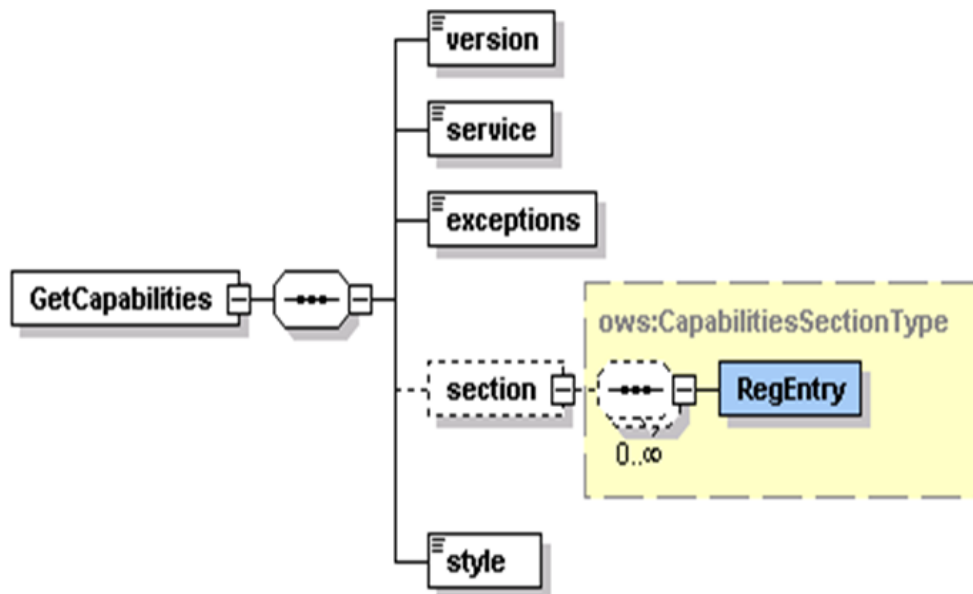 version
service
exceptions
GetCapabilities
ows:CapabilitiesSectionType
section
RegEntry
0..∞
style